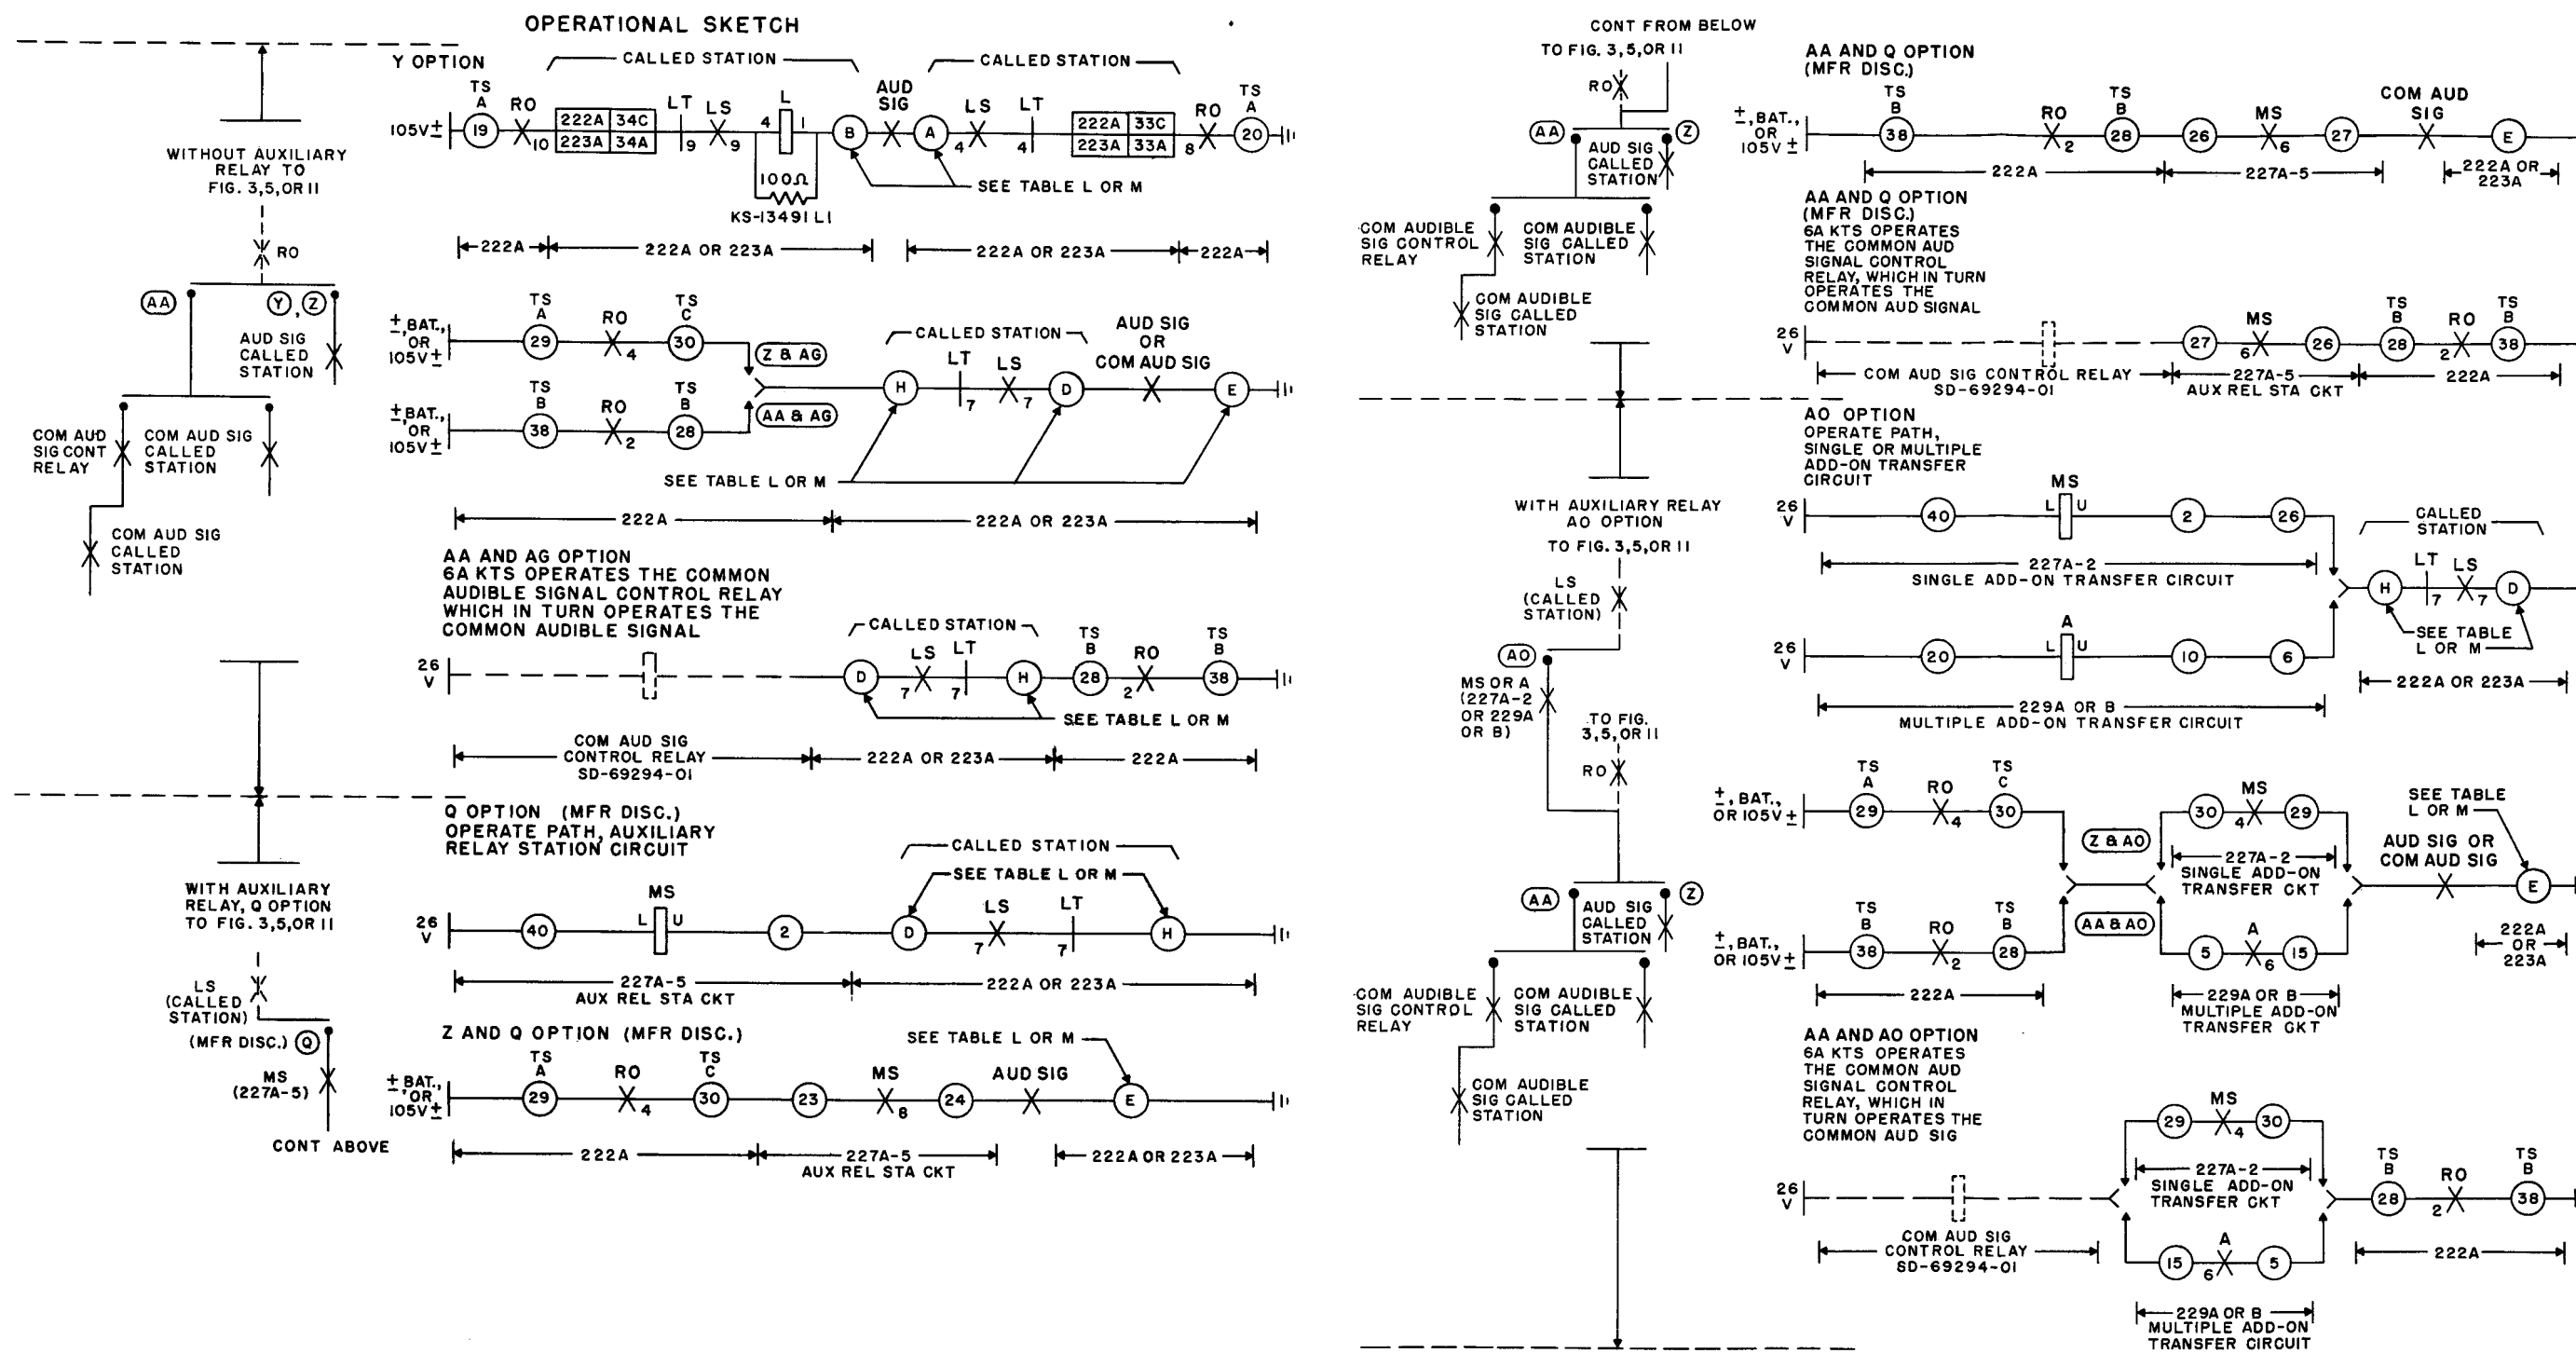 OPERATIONAL SKETCH
WITHOUT AUXILIARY
RELAY TO
FIG. 3,5,OR 11
RO
AA
Y , Z
AUD SIG
CALLED
STATION
COM AUD
SIG CONT
RELAY
COM AUD SIG
CALLED
STATION
COM AUD SIG
CALLED
STATION
WITH AUXILIARY
RELAY, Q OPTION
TO FIG. 3,5,OR 11
LS
(CALLED
STATION)
(MFR DISC.) Q
MS
(227A-5)
CONT ABOVE
Y OPTION
CALLED STATION
CALLED STATION
TS A
RO
LT
LS
L
AUD SIG
LS
LT
RO
TS A
105V ±
19
10
222A 34C
223A 34A
9
9
4
1
B
A
4
4
222A 33C
223A 33A
8
20
100Ω
KS-13491 L1
SEE TABLE L OR M
222A
222A OR 223A
222A OR 223A
222A
±, BAT.,
OR
105V ±
TS A
29
RO
4
TS C
30
Z & AG
±, BAT.,
OR
105V ±
TS B
38
RO
2
TS B
28
AA & AG
CALLED STATION
H
LT
7
LS
7
D
AUD SIG
OR
COM AUD SIG
E
SEE TABLE L OR M
222A
222A OR 223A
AA AND AG OPTION
6A KTS OPERATES THE COMMON
AUDIBLE SIGNAL CONTROL RELAY
WHICH IN TURN OPERATES THE
COMMON AUDIBLE SIGNAL
CALLED STATION
26
V
D
LS
7
LT
7
H
TS B
28
RO
2
TS B
38
SEE TABLE L OR M
COM AUD SIG
CONTROL RELAY
SD-69294-01
222A OR 223A
222A
Q OPTION (MFR DISC.)
OPERATE PATH, AUXILIARY
RELAY STATION CIRCUIT
CALLED STATION
SEE TABLE L OR M
26
V
40
MS
L U
2
D
LS
7
LT
7
H
227A-5
AUX REL STA CKT
222A OR 223A
Z AND Q OPTION (MFR DISC.)
SEE TABLE L OR M
± BAT.,
OR
105V ±
TS A
29
RO
4
TS C
30
23
MS
8
24
AUD SIG
E
222A
227A-5
AUX REL STA CKT
222A OR 223A
CONT FROM BELOW
TO FIG. 3,5,OR 11
RO
AA
Z
AUD SIG
CALLED
STATION
COM AUDIBLE
SIG CONTROL
RELAY
COM AUDIBLE
SIG CALLED
STATION
COM AUDIBLE
SIG CALLED
STATION
WITH AUXILIARY RELAY
AO OPTION
TO FIG. 3,5,OR 11
LS
(CALLED
STATION)
AO
MS OR A
(227A-2
OR 229A
OR B)
TO FIG.
3,5,OR 11
RO
AA
Z
AUD SIG
CALLED
STATION
COM AUDIBLE
SIG CONTROL
RELAY
COM AUDIBLE
SIG CALLED
STATION
COM AUDIBLE
SIG CALLED
STATION
AA AND Q OPTION
(MFR DISC.)
±, BAT.,
OR
105V ±
TS B
38
RO
2
TS B
28
26
MS
6
27
COM AUD
SIG
E
222A
227A-5
222A OR
223A
AA AND Q OPTION
(MFR DISC.)
6A KTS OPERATES
THE COMMON AUD
SIGNAL CONTROL
RELAY, WHICH IN TURN
OPERATES THE
COMMON AUD SIGNAL
26
V
27
MS
6
26
TS B
28
RO
2
TS B
38
COM AUD SIG CONTROL RELAY
SD-69294-01
227A-5
AUX REL STA CKT
222A
AO OPTION
OPERATE PATH,
SINGLE OR MULTIPLE
ADD-ON TRANSFER
CIRCUIT
26
V
40
MS
L U
2
26
227A-2
SINGLE ADD-ON TRANSFER CIRCUIT
26
V
20
A
L U
10
6
229A OR B
MULTIPLE ADD-ON TRANSFER CIRCUIT
CALLED
STATION
H
LT
7
LS
7
D
SEE TABLE
L OR M
222A OR 223A
±, BAT.,
OR 105V ±
TS A
29
RO
4
TS C
30
Z & AO
30
MS
4
29
227A-2
SINGLE ADD-ON
TRANSFER CKT
SEE TABLE
L OR M
AUD SIG OR
COM AUD SIG
E
±, BAT.,
OR 105V ±
TS B
38
RO
2
TS B
28
AA & AO
5
A
6
15
222A
229A OR B
MULTIPLE ADD-ON
TRANSFER CKT
222A
OR
223A
AA AND AO OPTION
6A KTS OPERATES
THE COMMON AUD
SIGNAL CONTROL
RELAY, WHICH IN
TURN OPERATES THE
COMMON AUD SIG
26
V
COM AUD SIG
CONTROL RELAY
SD-69294-01
29
MS
4
30
227A-2
SINGLE ADD-ON
TRANSFER CKT
15
A
6
5
229A OR B
MULTIPLE ADD-ON
TRANSFER CIRCUIT
TS B
28
RO
2
TS B
38
222A